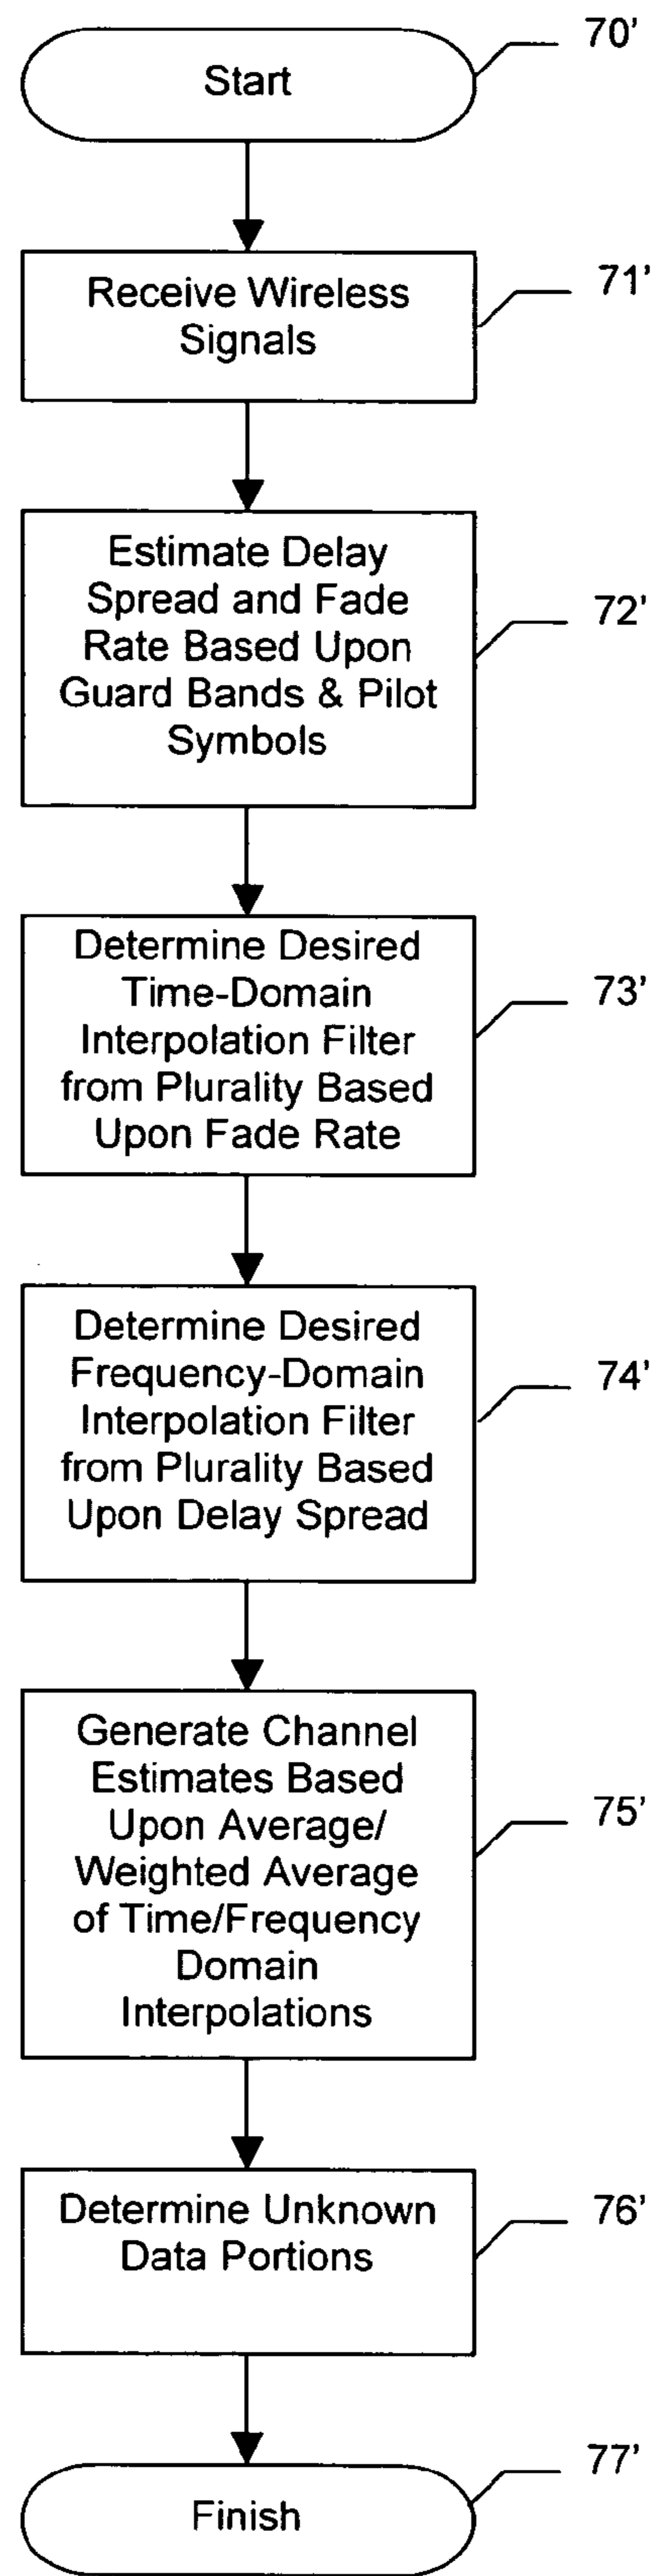 70'
Start
71'
Receive Wireless
Signals
72'
Estimate Delay
Spread and Fade
Rate Based Upon
Guard Bands & Pilot
Symbols
73'
Determine Desired
Time-Domain
Interpolation Filter
from Plurality Based
Upon Fade Rate
74'
Determine Desired
Frequency-Domain
Interpolation Filter
from Plurality Based
Upon Delay Spread
75'
Generate Channel
Estimates Based
Upon Average/
Weighted Average
of Time/Frequency
Domain
Interpolations
76'
Determine Unknown
Data Portions
77'
Finish